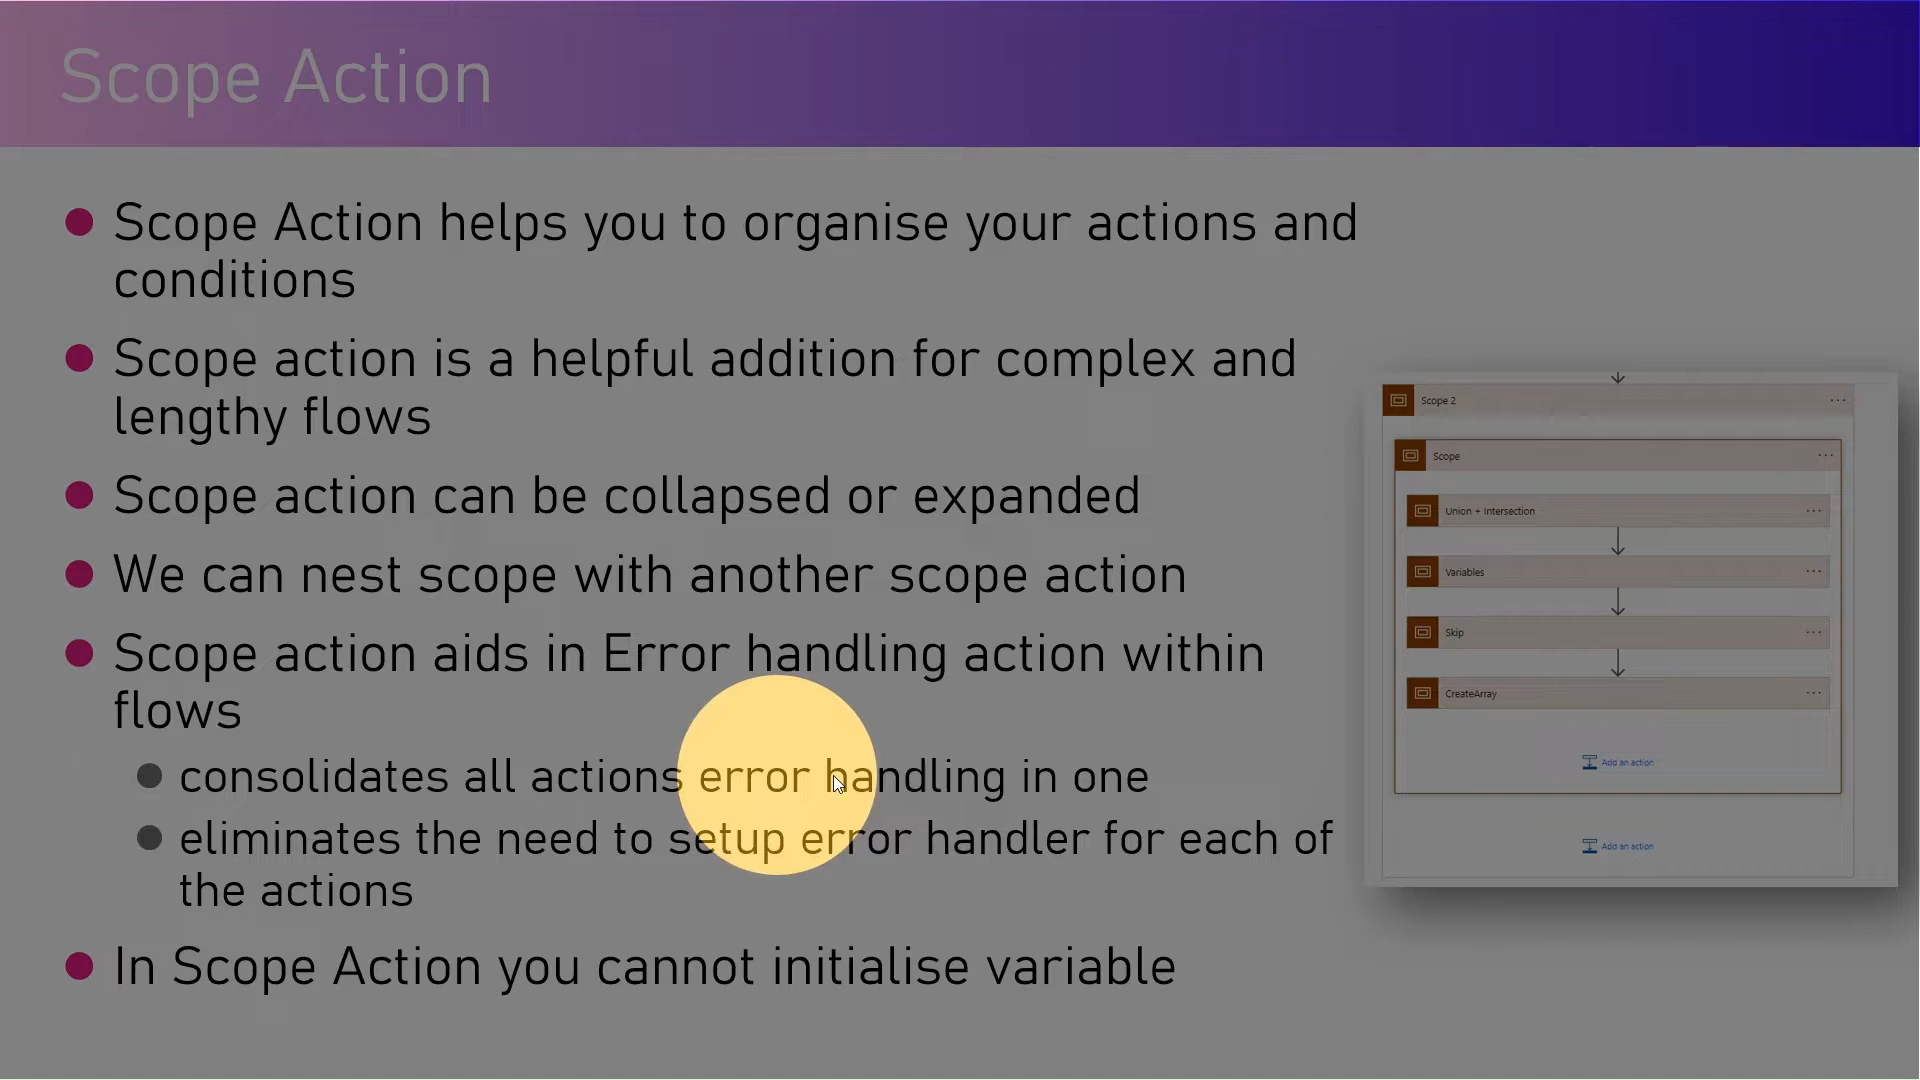 Scope Action
Scope Action helps you to organise your actions and
conditions
Scope action is a helpful addition for complex and
lengthy flows
Scope action can be collapsed or expanded
We can nest scope with another scope action
Scope action aids in Error handling action within
flows
consolidates all actions error handling in one
eliminates the need to setup error handler for each of
the actions
In Scope Action you cannot initialise variable
Scope 2
Scope
Union + Intersection
Variables
Skip
CreateArray
Add an action
Add an action